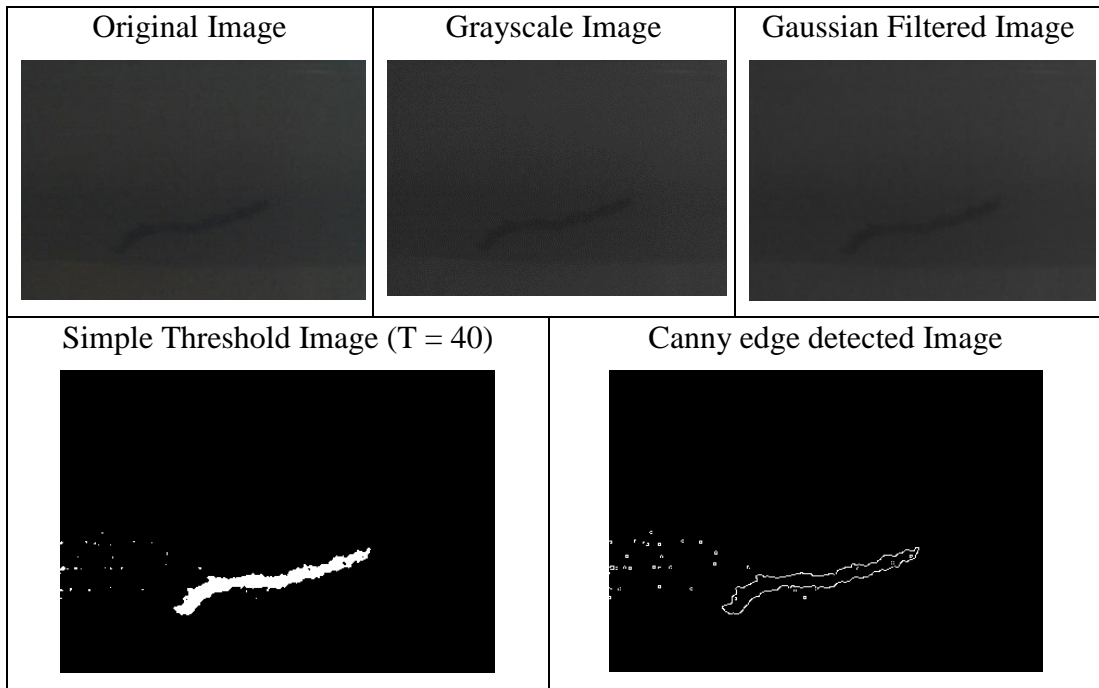 Original Image
Grayscale Image
Gaussian Filtered Image
Simple Threshold Image (T = 40)
Canny edge detected Image